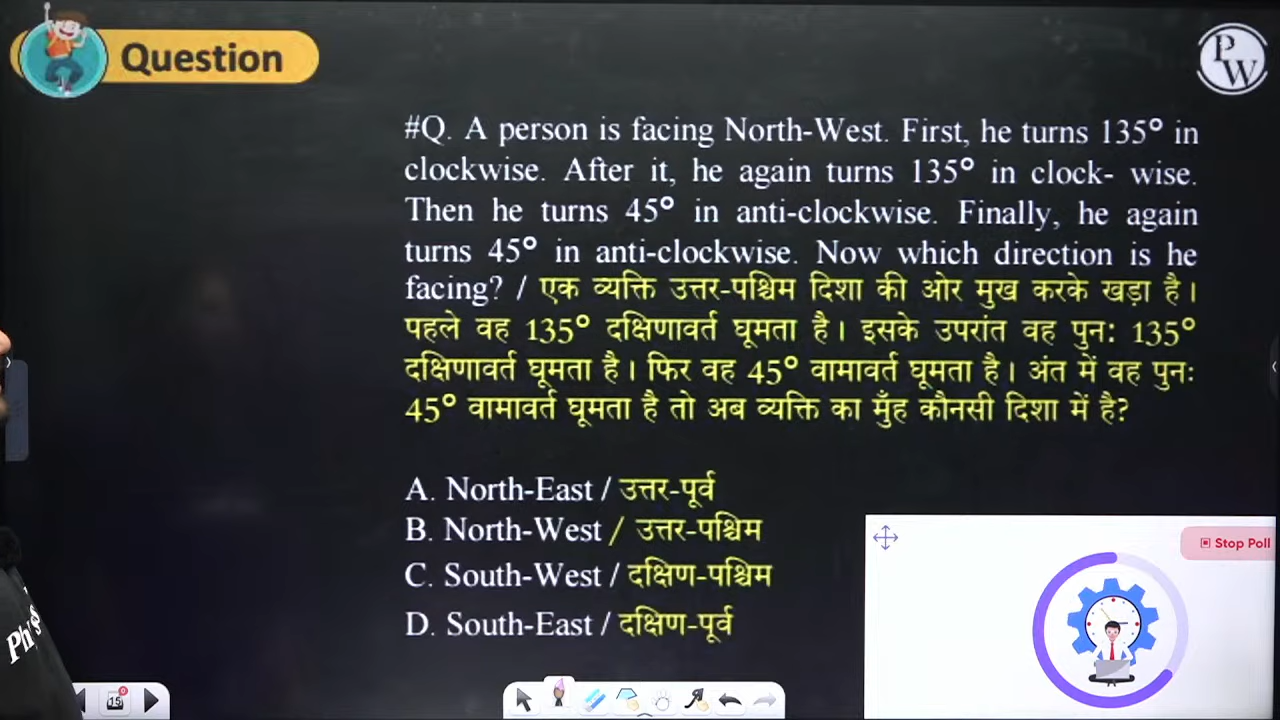 Question
PW
#Q. A person is facing North-West. First, he turns 135° in
clockwise. After it, he again turns 135° in clock- wise.
Then he turns 45° in anti-clockwise. Finally, he again
turns 45° in anti-clockwise. Now which direction is he
facing? / एक व्यक्ति उत्तर-पश्चिम दिशा की ओर मुख करके खड़ा है।
पहले वह 135° दक्षिणावर्त घूमता है। इसके उपरांत वह पुन: 135°
दक्षिणावर्त घूमता है। फिर वह 45° वामावर्त घूमता है। अंत में वह पुन:
45° वामावर्त घूमता है तो अब व्यक्ति का मुँह कौनसी दिशा में है?
A. North-East / उत्तर-पूर्व
B. North-West / उत्तर-पश्चिम
C. South-West / दक्षिण-पश्चिम
D. South-East / दक्षिण-पूर्व
Stop Poll
15
0